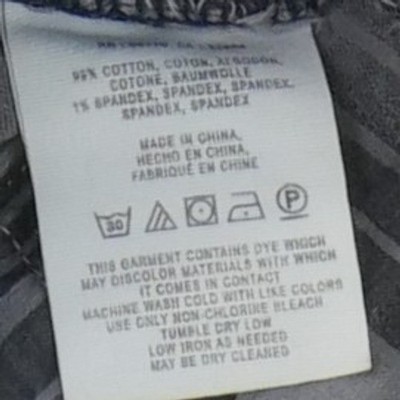 99% COTTON, COTON, ALGODON,
COTONE, BAUMWOLLE
1% SPANDEX, SPANDEX, SPANDEX,
SPANDEX, SPANDEX
MADE IN CHINA,
HECHO EN CHINA,
FABRIQUÉ EN CHINE
30 P
THIS GARMENT CONTAINS DYE WHICH
MAY DISCOLOR MATERIALS WITH WHICH
IT COMES IN CONTACT
MACHINE WASH COLD WITH LIKE COLORS
USE ONLY NON-CHLORINE BLEACH
TUMBLE DRY LOW
LOW IRON AS NEEDED
MAY BE DRY CLEANED